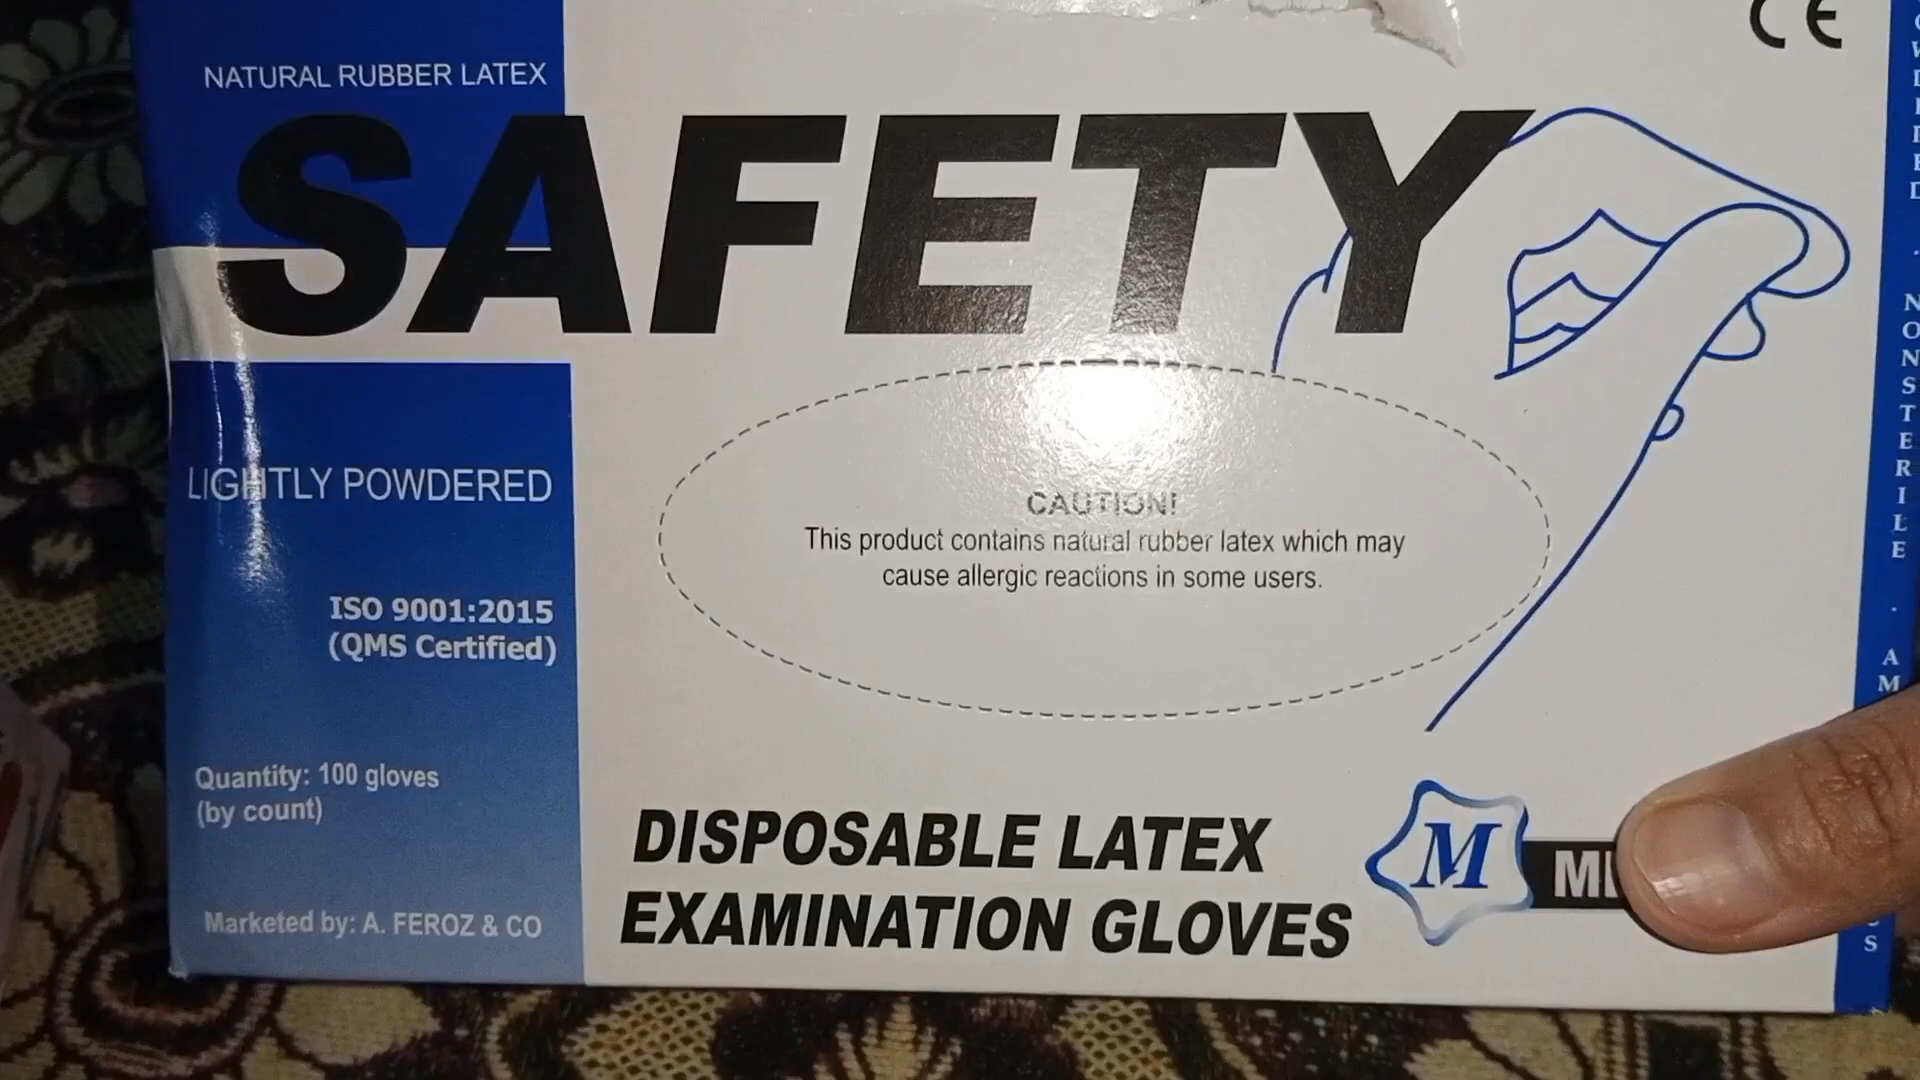 NATURAL RUBBER LATEX
CE
SAFETY
LIGHTLY POWDERED
CAUTION!
This product contains natural rubber latex which may
cause allergic reactions in some users.
ISO 9001:2015
(QMS Certified)
Quantity: 100 gloves
(by count)
Marketed by: A. FEROZ & CO
DISPOSABLE LATEX
EXAMINATION GLOVES
M
NONSTERILE